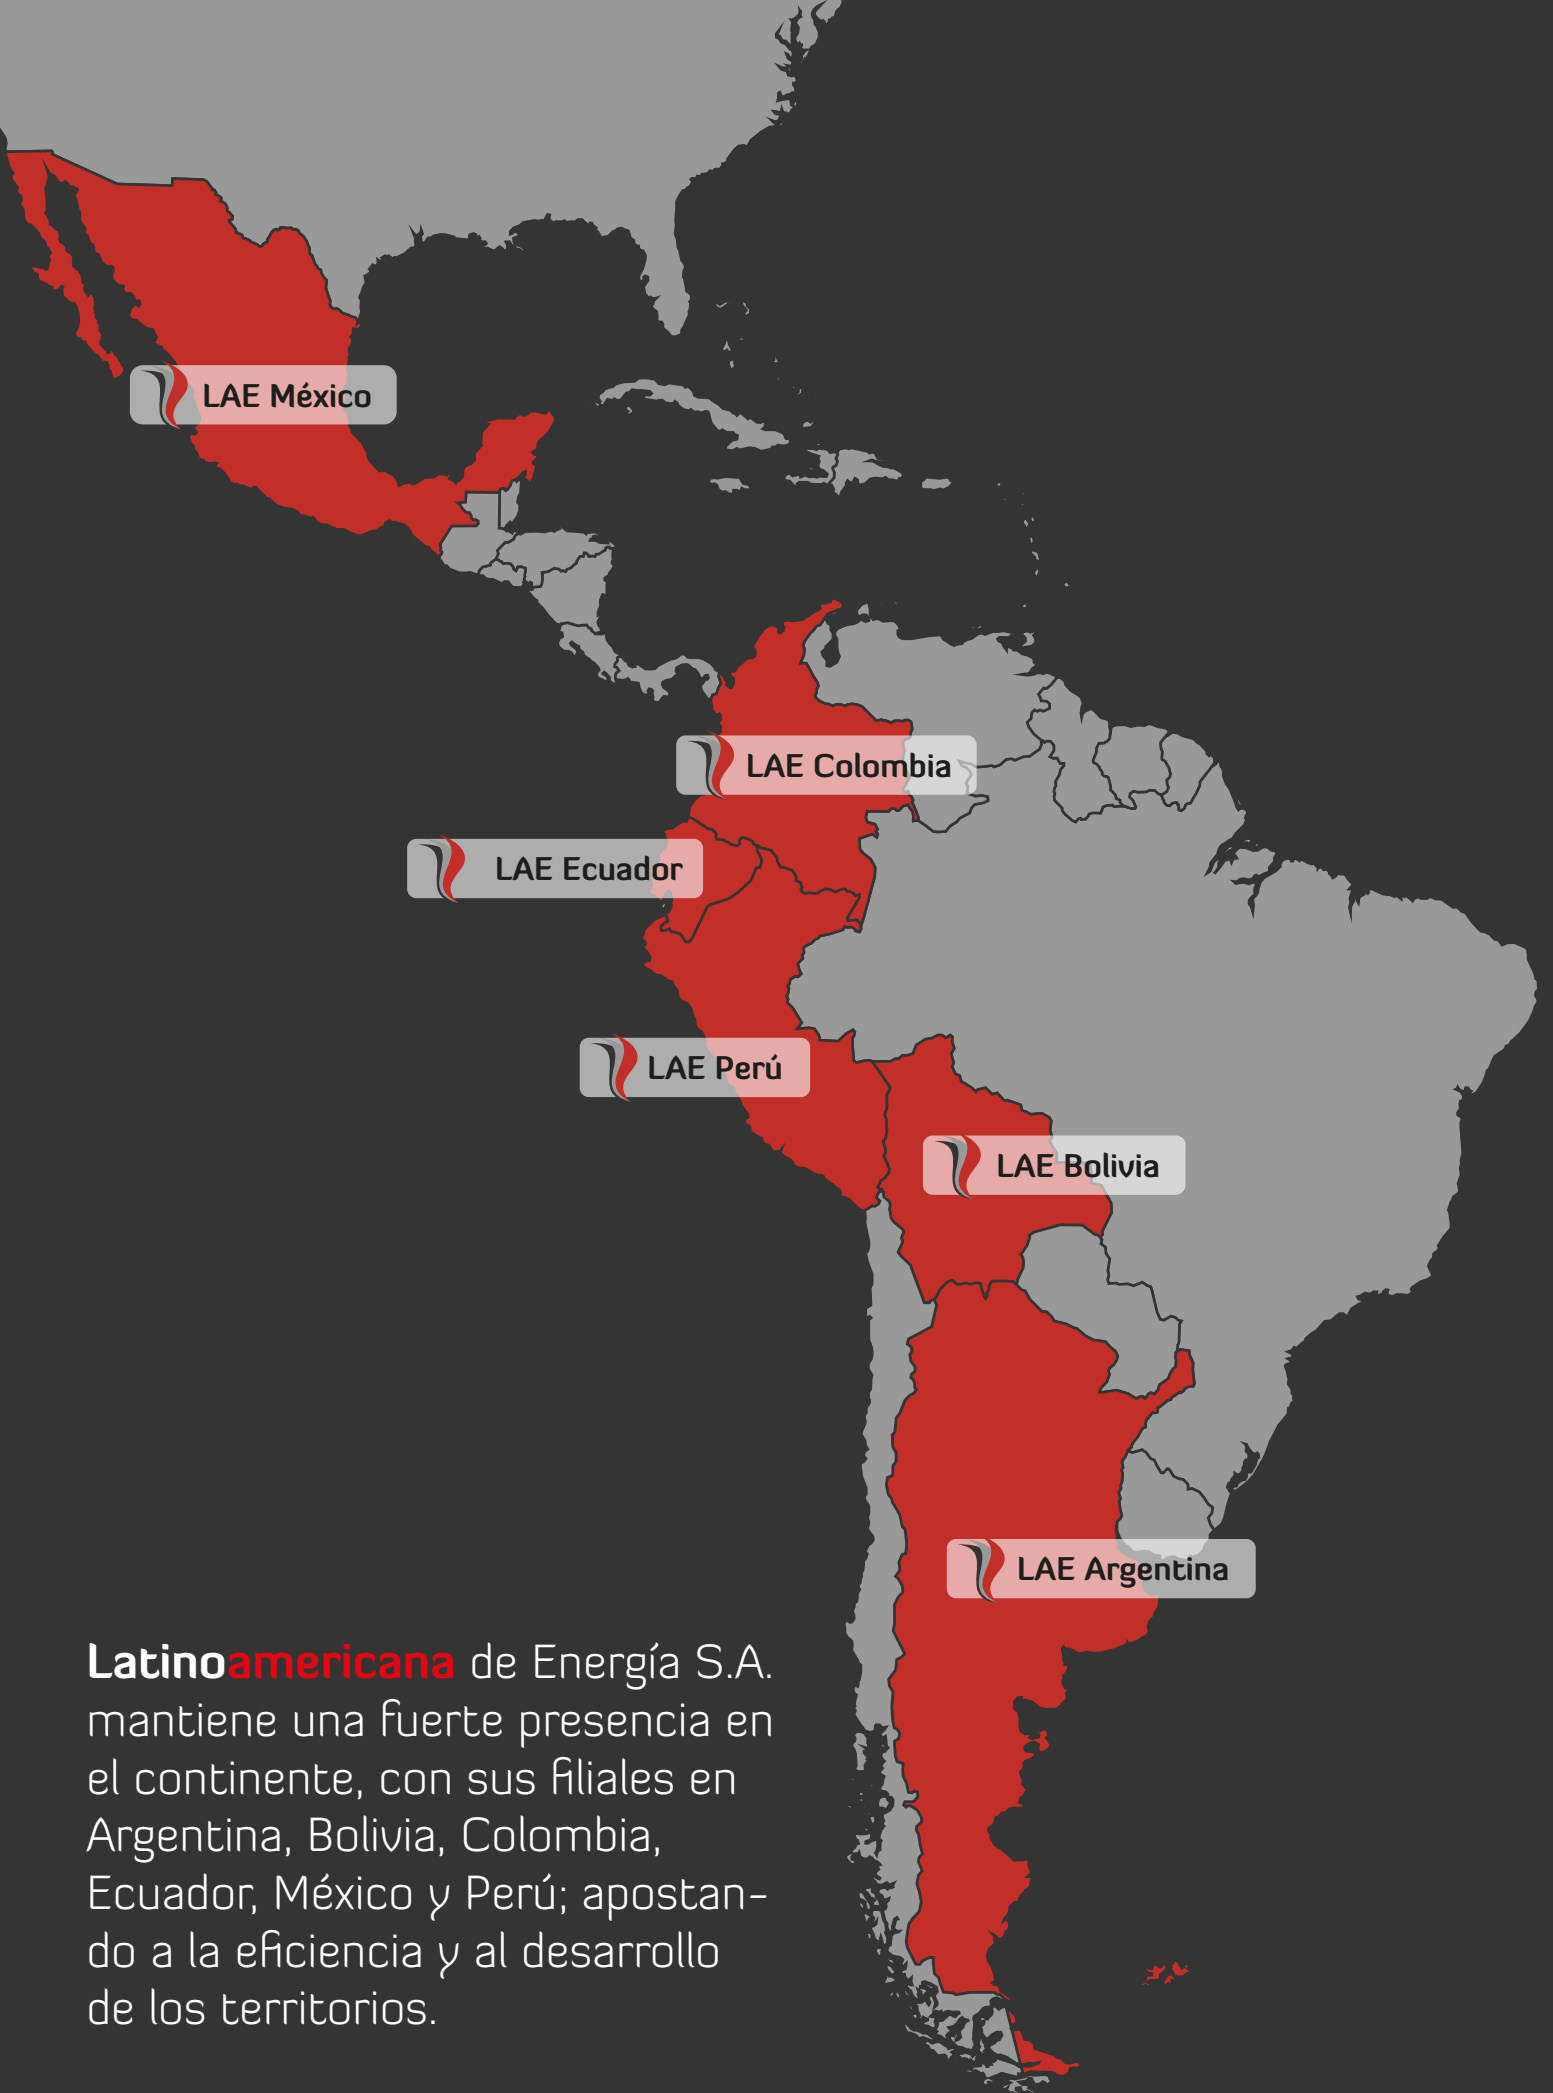 LAE México
LAE Colombia
LAE Ecuador
LAE Perú
LAE Bolivia
LAE Argentina
Latinoamericana de Energía S.A.
mantiene una fuerte presencia en
el continente, con sus filiales en
Argentina, Bolivia, Colombia,
Ecuador, México y Perú; apostan-
do a la eficiencia y al desarrollo
de los territorios.